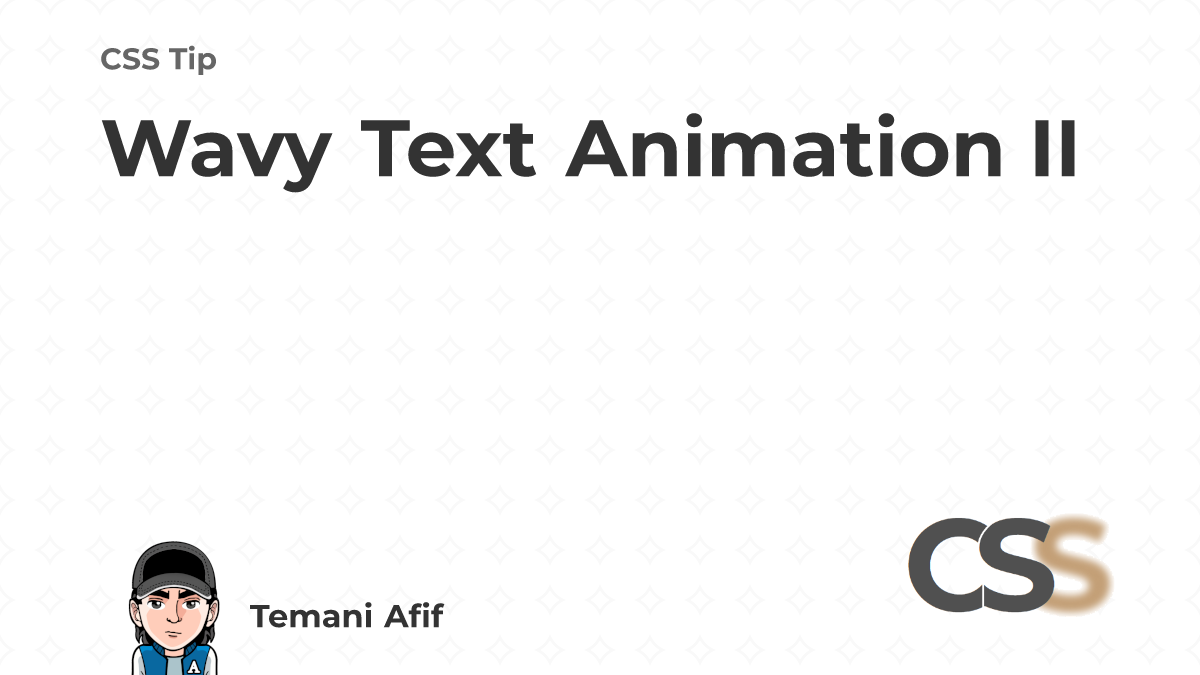 CSS Tip
Wavy Text Animation II
A
Temani Afif
CSS